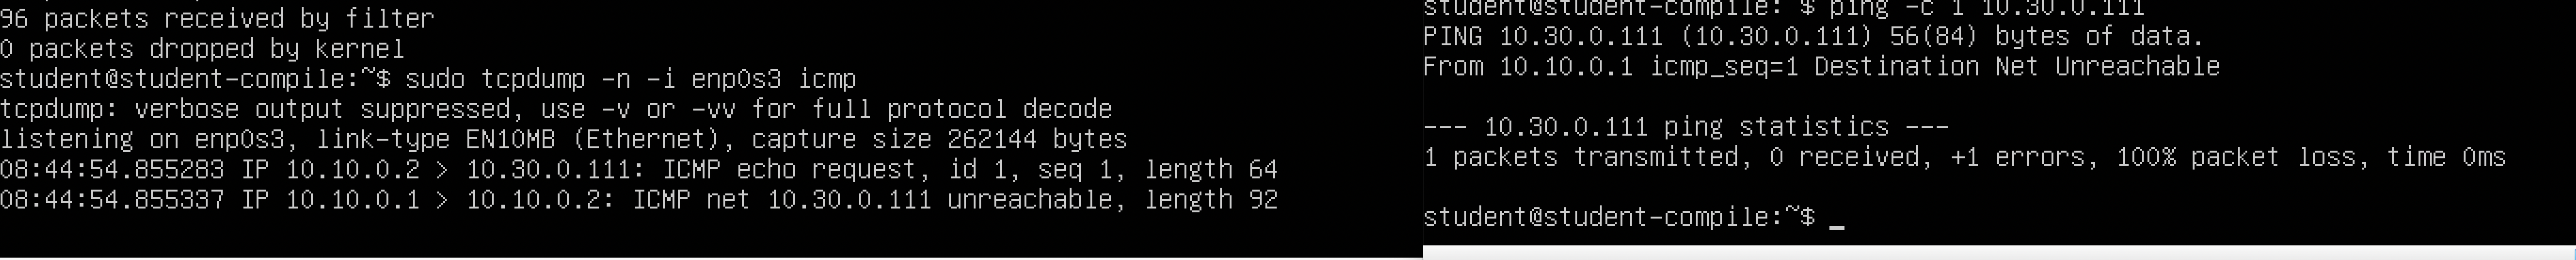 96 packets received by filter
0 packets dropped by kernel
student@student-compile:~$ sudo tcpdump -n -i enp0s3 icmp
tcpdump: verbose output suppressed, use -v or -vv for full protocol decode
listening on enp0s3, link-type EN10MB (Ethernet), capture size 262144 bytes
08:44:54.855283 IP 10.10.0.2 > 10.30.0.111: ICMP echo request, id 1, seq 1, length 64
08:44:54.855337 IP 10.10.0.1 > 10.10.0.2: ICMP net 10.30.0.111 unreachable, length 92
student@student-compile: $ ping -c 1 10.30.0.111
PING 10.30.0.111 (10.30.0.111) 56(84) bytes of data.
From 10.10.0.1 icmp_seq=1 Destination Net Unreachable
--- 10.30.0.111 ping statistics ---
1 packets transmitted, 0 received, +1 errors, 100% packet loss, time 0ms
student@student-compile:~$ _